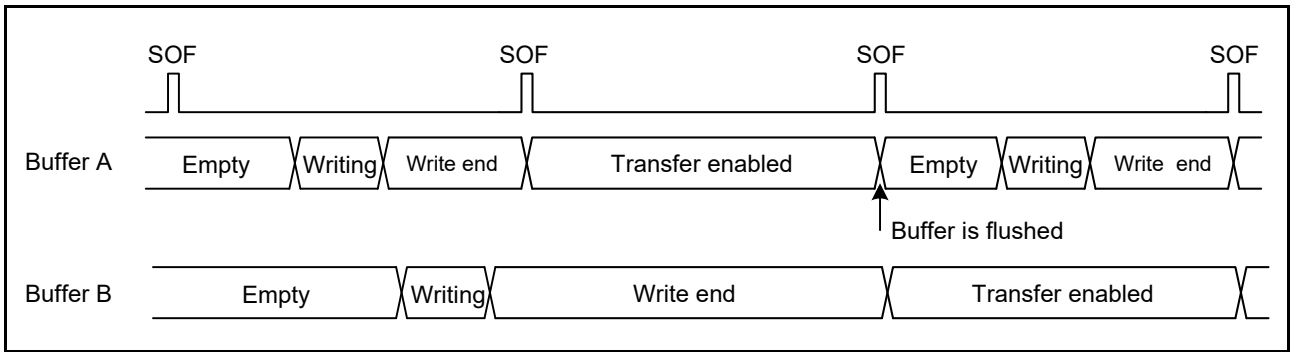 SOF SOF SOF SOF
Buffer A Empty Writing Write end Transfer enabled Empty Writing Write end
Buffer is flushed
Buffer B Empty Writing Write end Transfer enabled